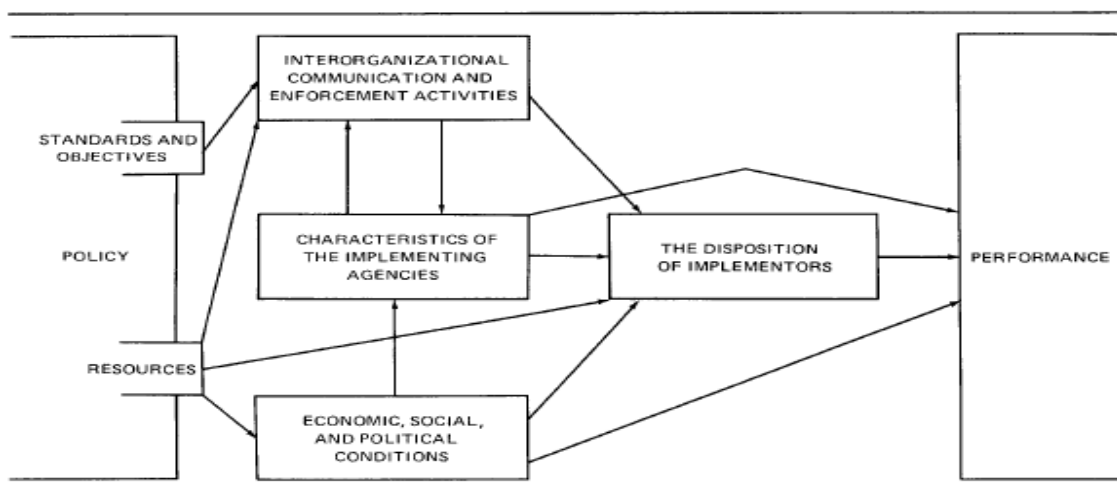 INTERORGANIZATIONAL
COMMUNICATION AND
ENFORCEMENT ACTIVITIES
STANDARDS AND
OBJECTIVES
POLICY
CHARACTERISTICS OF
THE IMPLEMENTING
AGENCIES
THE DISPOSITION
OF IMPLEMENTORS
PERFORMANCE
RESOURCES
ECONOMIC, SOCIAL,
AND POLITICAL
CONDITIONS